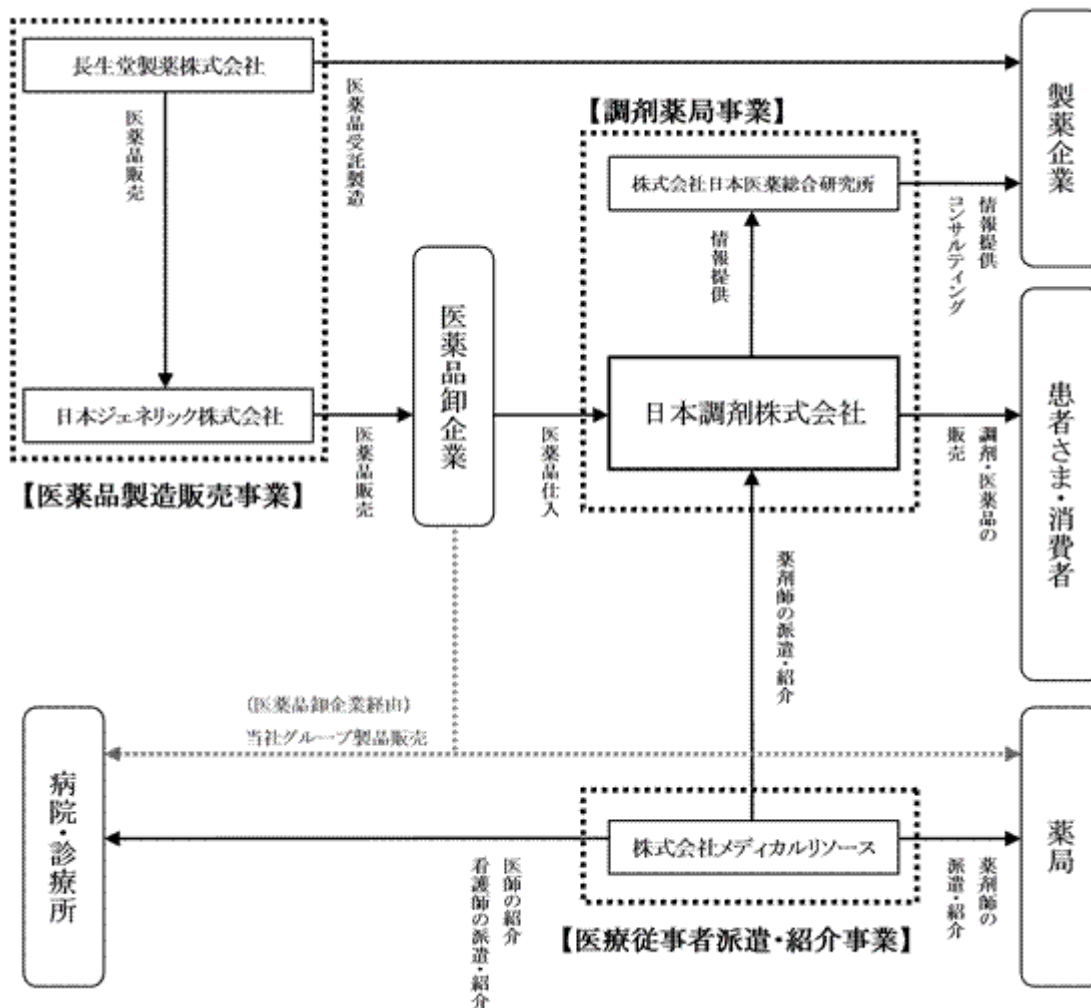 長生堂製薬株式会社
医薬品販売
医薬品受託製造
製薬企業
【調剤薬局事業】
株式会社日本医薬総合研究所
情報提供
コンサルティング
情報提供
医薬品卸企業
日本ジェネリック株式会社
医薬品販売
医薬品仕入
日本調剤株式会社
調剤・医薬品の
販売
患者さま・消費者
【医薬品製造販売事業】
薬剤師の派遣・紹介
(医薬品卸企業経由)
当社グループ製品販売
病院・診療所
株式会社メディカルリソース
医師の紹介
看護師の派遣・紹介
薬剤師の
派遣・紹介
薬局
【医療従事者派遣・紹介事業】